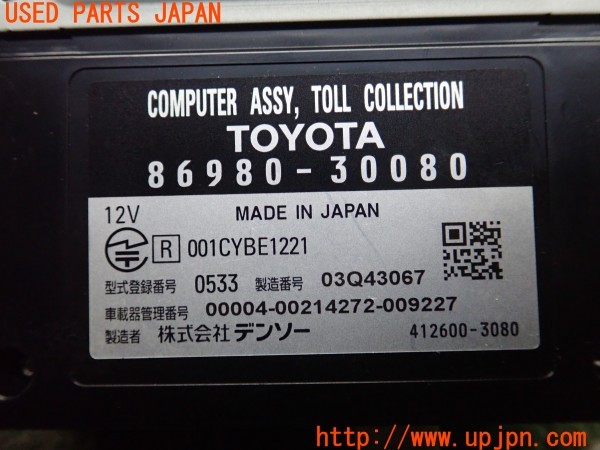 USED PARTS JAPAN
COMPUTER ASSY, TOLL COLLECTION
TOYOTA
86980-30080
12V MADE IN JAPAN
R 001CYBE1221
型式登録番号 0533 製造番号 03Q43067
車載器管理番号 00004-00214272-009227
製造者 株式会社デンソー 412600-3080
http://www.upjpn.com